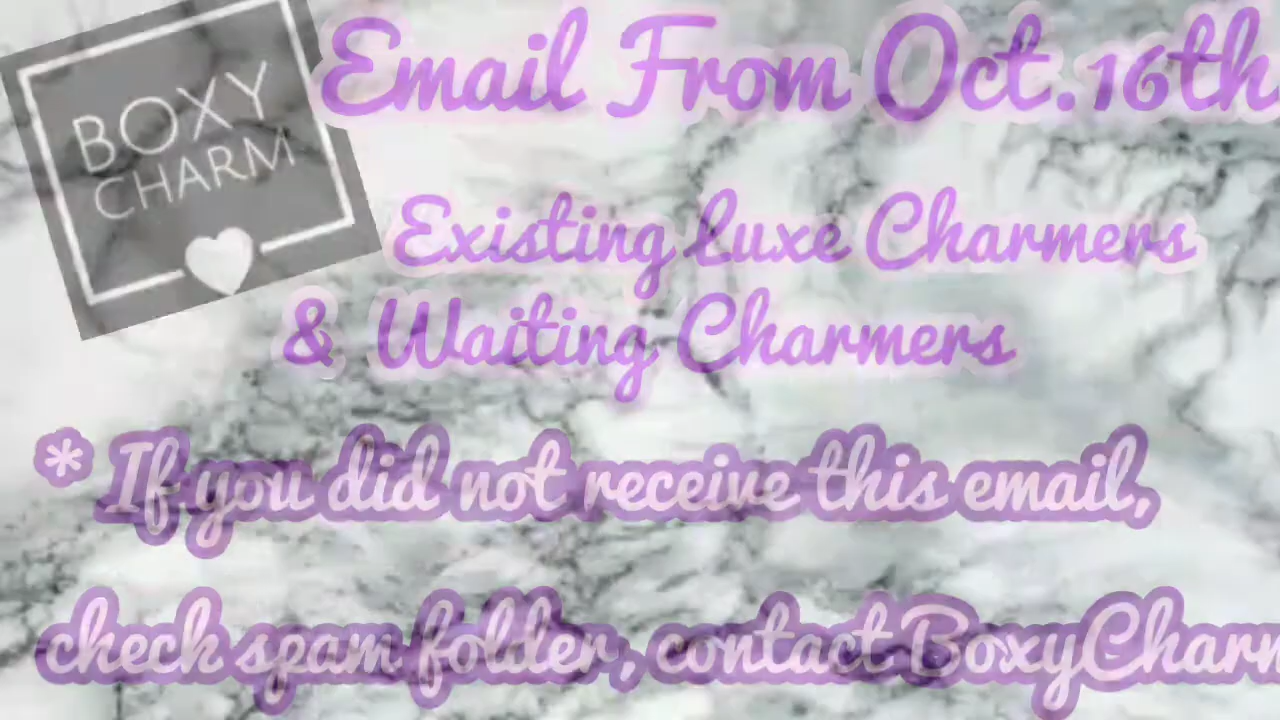 BOXY
CHARM
Email From Oct.16th
Existing Luxe Charmers
& Waiting Charmers
* If you did not receive this email,
check spam folder, contact BoxyCharm